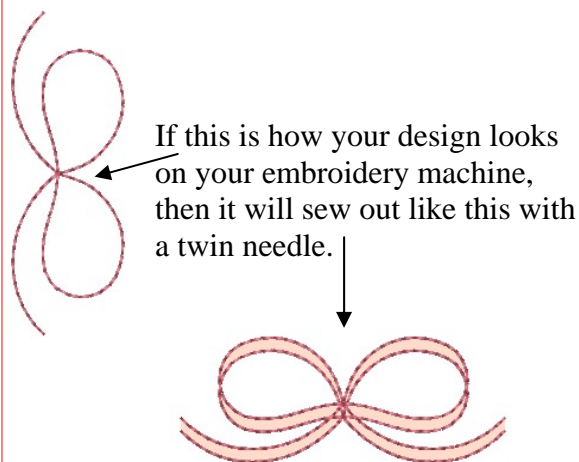 If this is how your design looks
on your embroidery machine,
then it will sew out like this with
a twin needle.